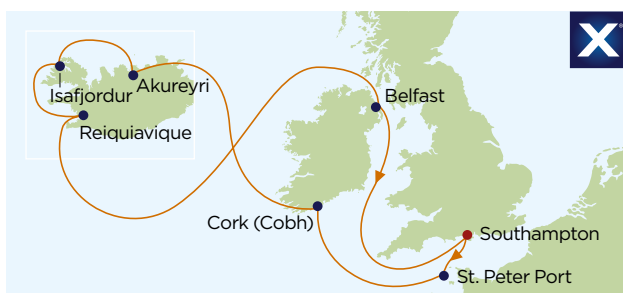 X
Isafjordur
Akureyri
Reiquiavique
Belfast
Cork (Cobh)
Southampton
St. Peter Port